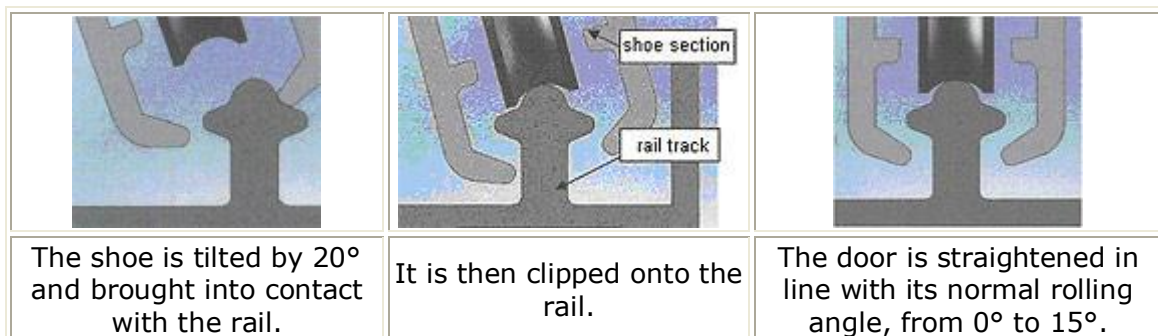 shoe section
rail track
The shoe is tilted by 20°
and brought into contact
with the rail.
It is then clipped onto the
rail.
The door is straightened in
line with its normal rolling
angle, from 0° to 15°.